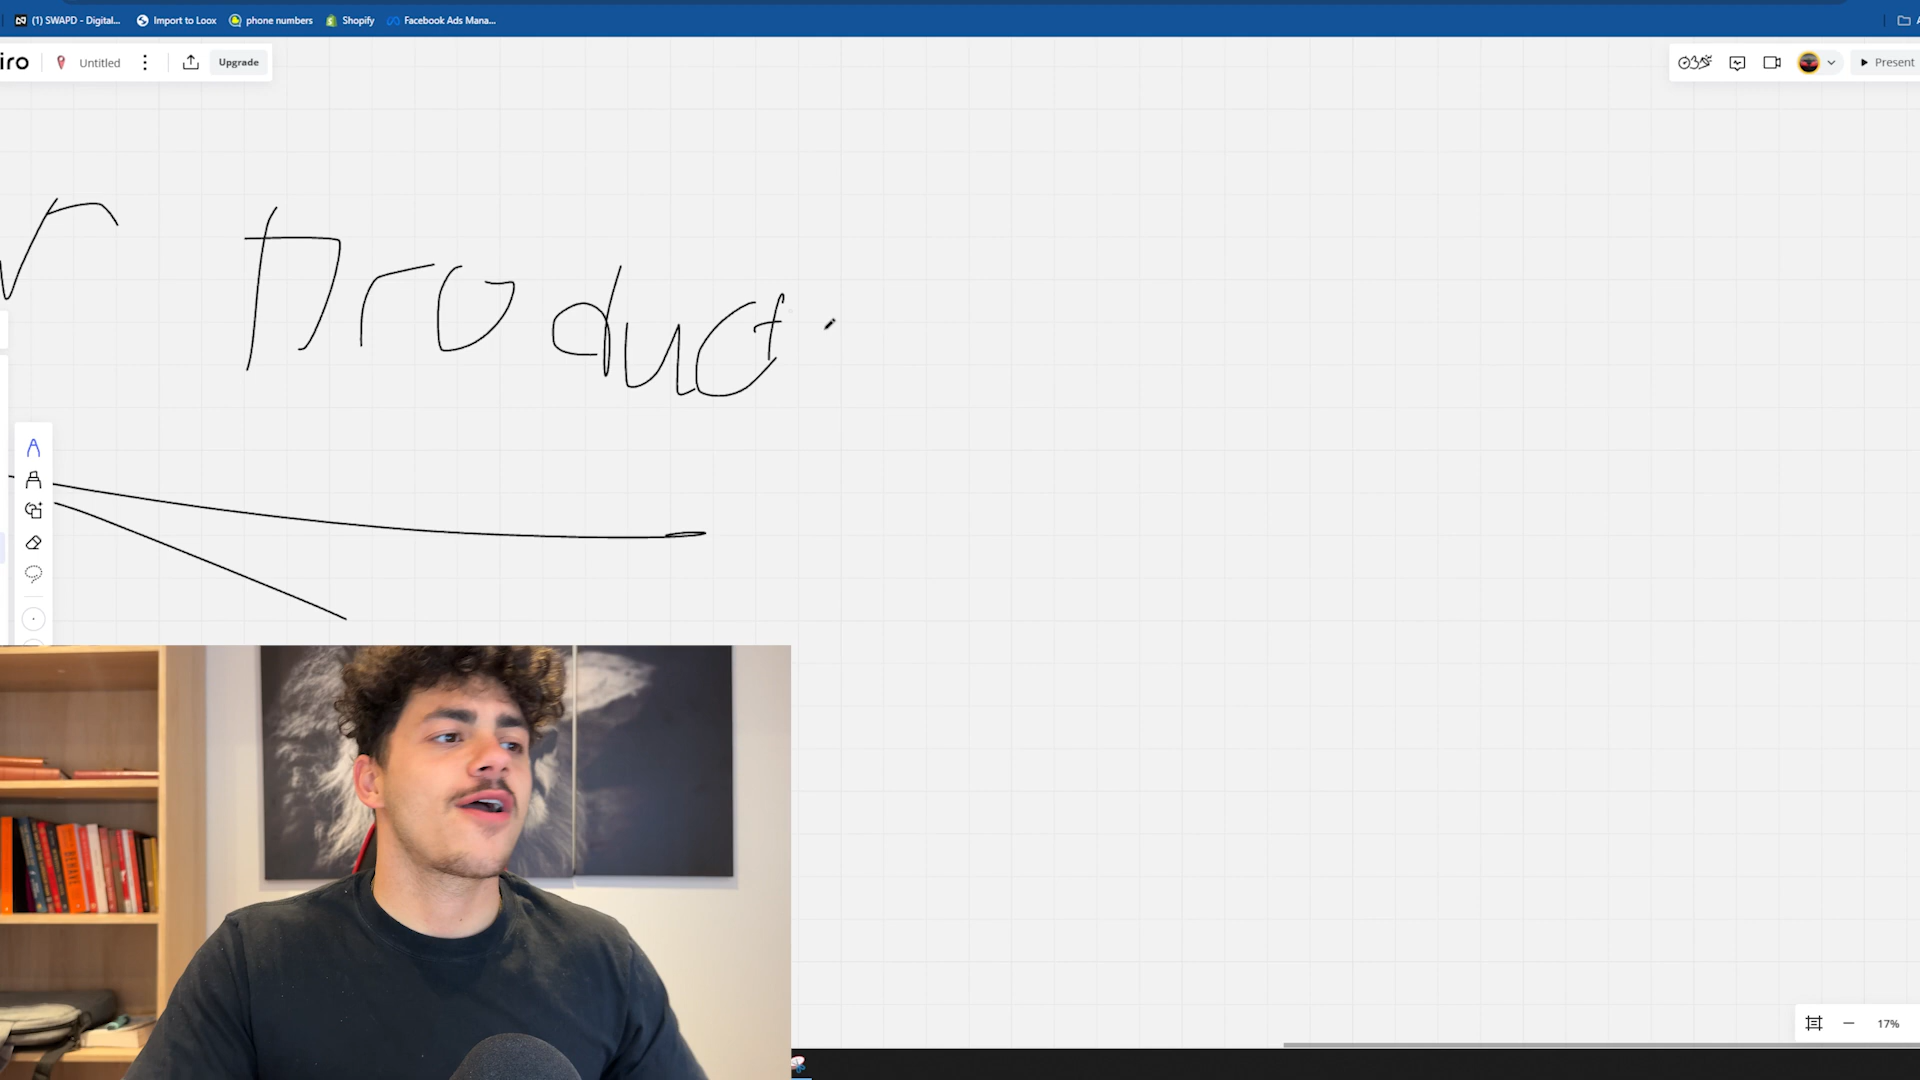 (1) SWAPD - Digital... Import to Loox phone numbers Shopify Facebook Ads Mana...
iro Untitled Upgrade Present
r Product
17%